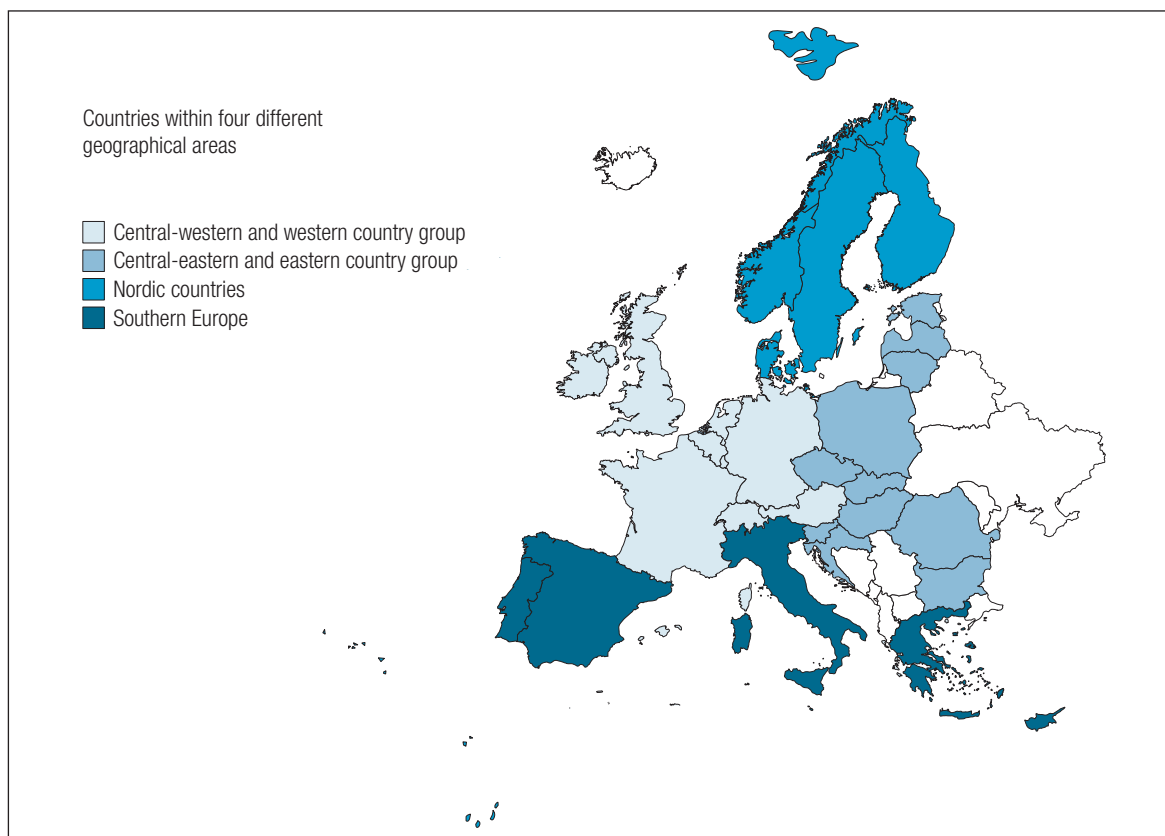 Countries within four different
geographical areas
Central-western and western country group
Central-eastern and eastern country group
Nordic countries
Southern Europe